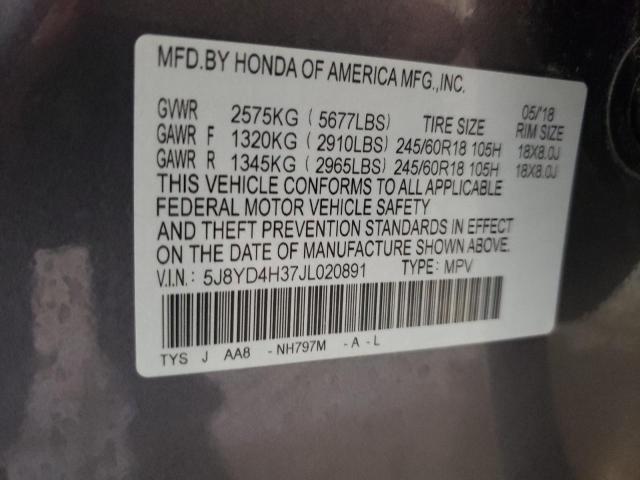 MFD.BY HONDA OF AMERICA MFG.,INC.
05/'18
GVWR 2575KG (5677LBS) TIRE SIZE RIM SIZE
GAWR F 1320KG (2910LBS) 245/60R18 105H 18X8.0J
GAWR R 1345KG (2965LBS) 245/60R18 105H 18X8.0J
THIS VEHICLE CONFORMS TO ALL APPLICABLE
FEDERAL MOTOR VEHICLE SAFETY
AND THEFT PREVENTION STANDARDS IN EFFECT
ON THE DATE OF MANUFACTURE SHOWN ABOVE.
V.I.N.: 5J8YD4H37JL020891 TYPE: MPV
TYS J AA8 -NH797M -A-L